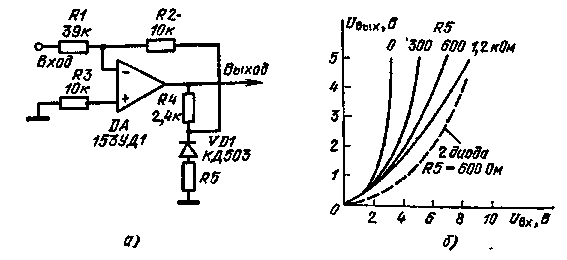 R1
39к
R2
10к
Вход
R3
10к
-
+
DA
153УД1
Выход
R4
2,4к
VD1
КД503
R5
а)
Uвых, В
R5
0 300 600 1,2 кОм
5
4
3
2
1
0
2 диода
R5 = 600 Ом
2 4 6 8 10 Uвх, В
б)